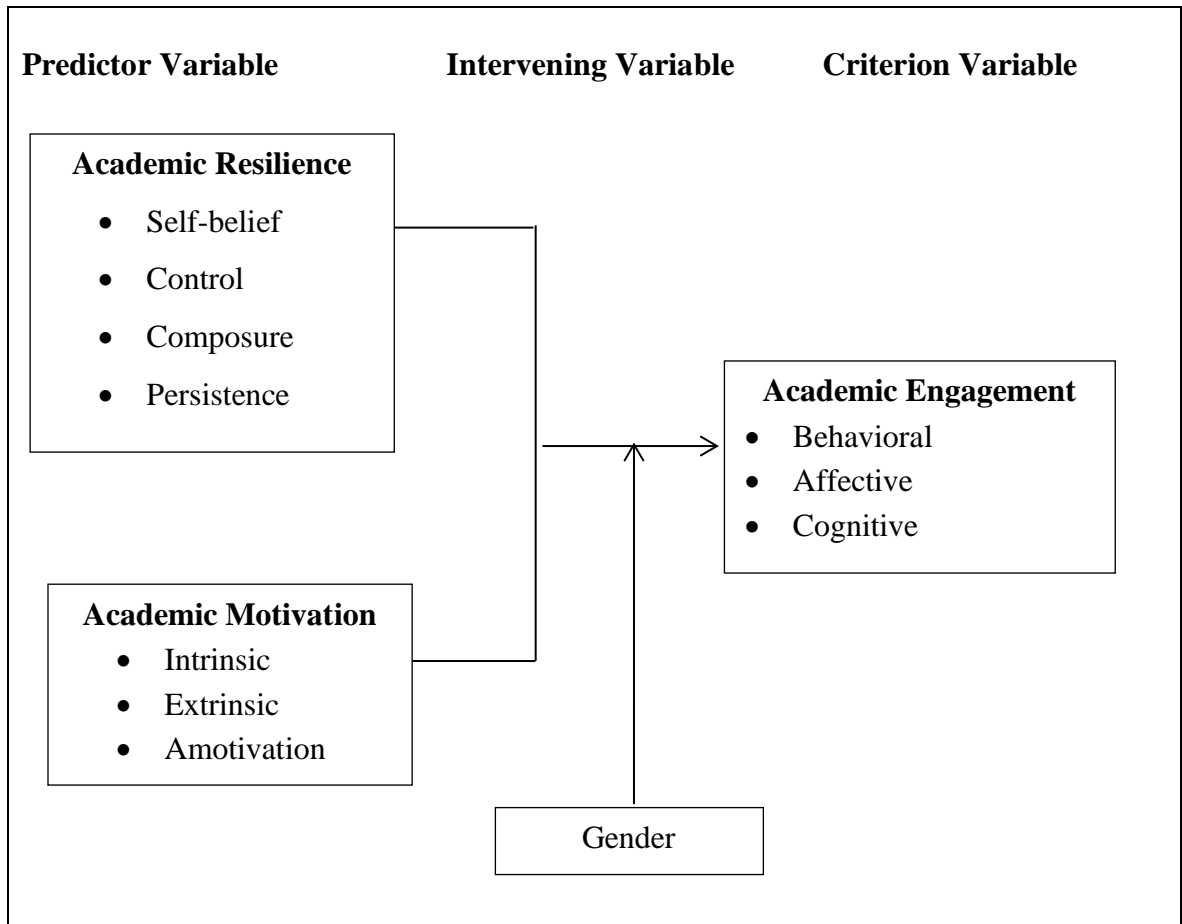 Predictor Variable Intervening Variable Criterion Variable
Academic Resilience
• Self-belief
• Control
• Composure
• Persistence
Academic Engagement
• Behavioral
• Affective
• Cognitive
Academic Motivation
• Intrinsic
• Extrinsic
• Amotivation
Gender